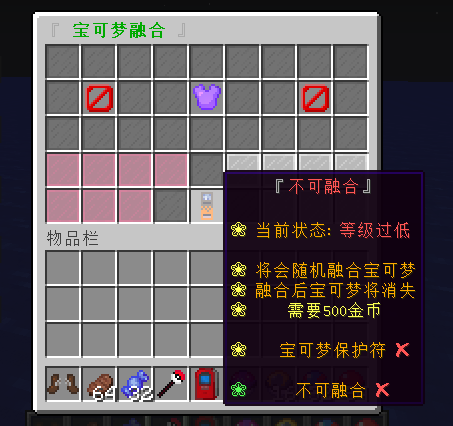 『 宝可梦融合 』
『不可融合』
当前状态: 等级过低
将会随机融合宝可梦
融合后宝可梦将消失
需要500金币
宝可梦保护符 ✘
不可融合 ✘
物品栏
64
32